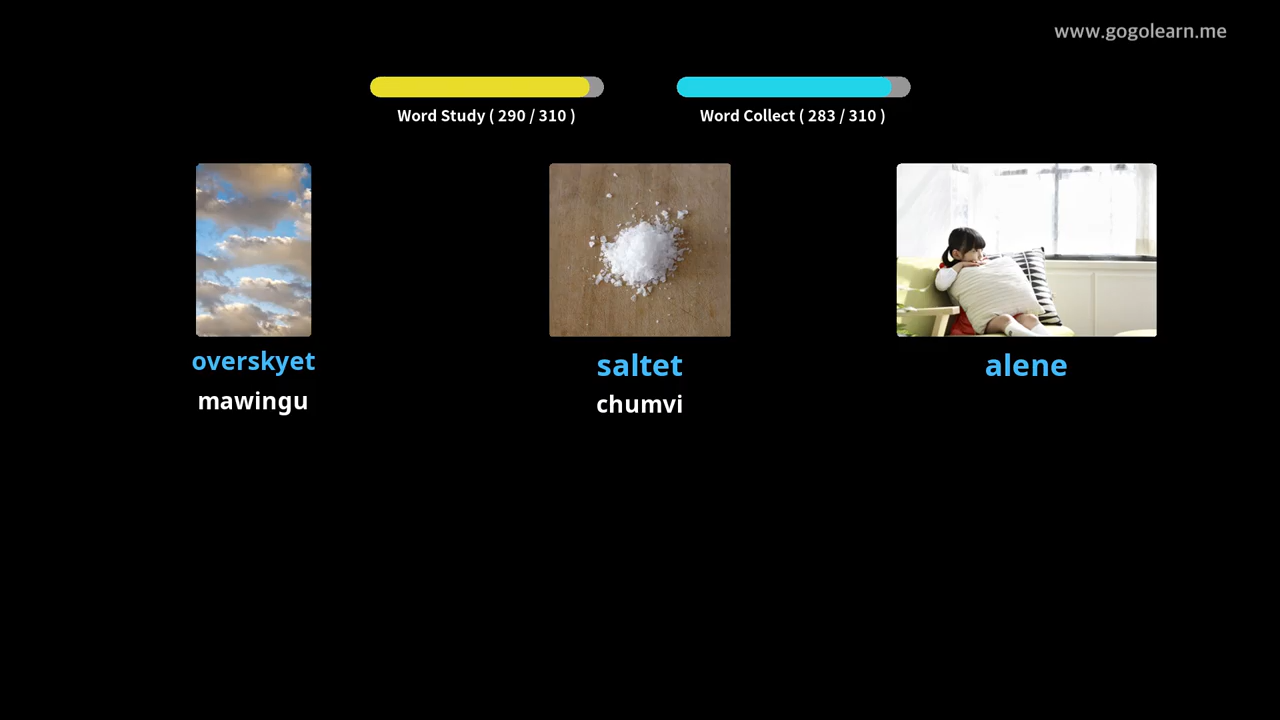 www.gogolearn.me
Word Study ( 290 / 310 )
Word Collect ( 283 / 310 )
overskyet
saltet
alene
mawingu
chumvi